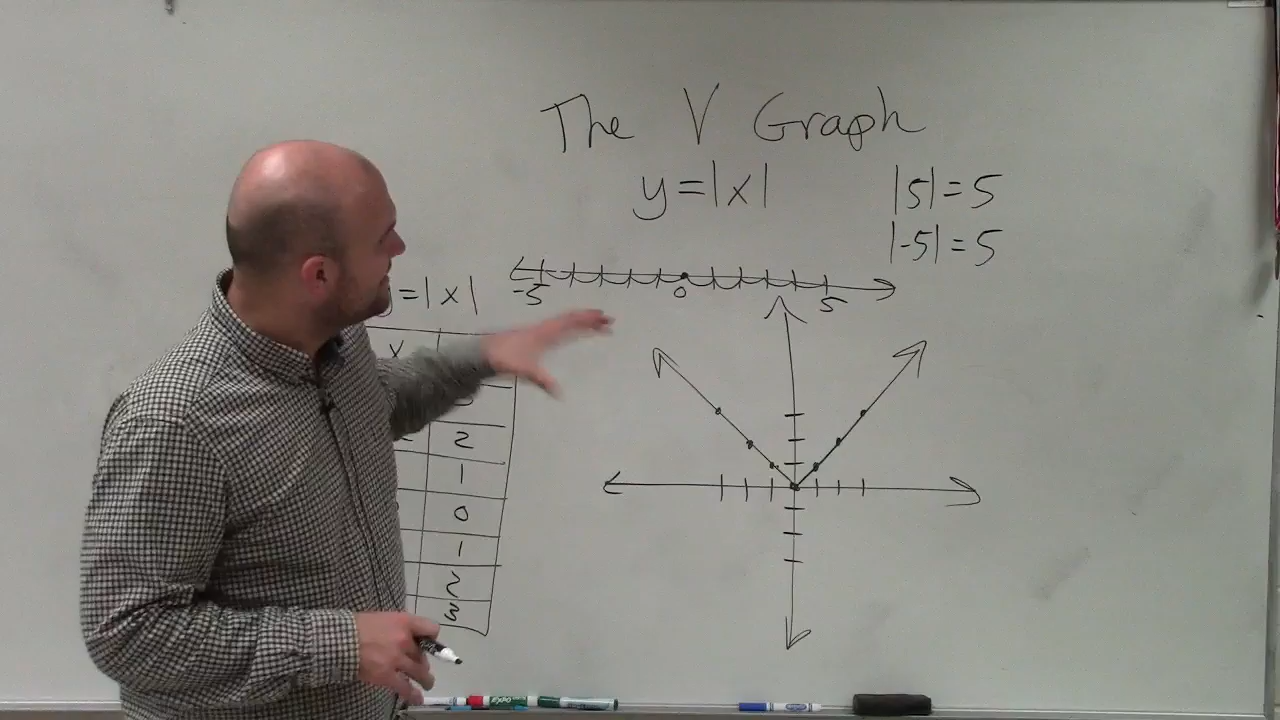 The V Graph
y=|x|
|5|=5
|-5|=5
-5 0 5
=|x|
x
2
1
0
1
2
3